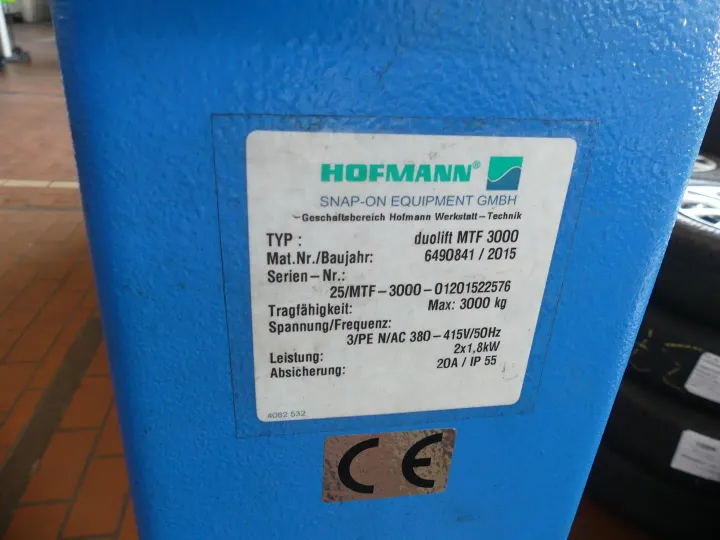 HOFMANN®
SNAP-ON EQUIPMENT GMBH
Geschäftsbereich Hofmann Werkstatt-Technik
TYP: duolift MTF 3000
Mat.Nr./Baujahr: 6490841 / 2015
Serien-Nr.:
25/MTF-3000-01201522576
Tragfähigkeit: Max: 3000 kg
Spannung/Frequenz:
3/PE N/AC 380-415V/50Hz
Leistung: 2x1,8kW
Absicherung: 20A / IP 55
4082 532
CE